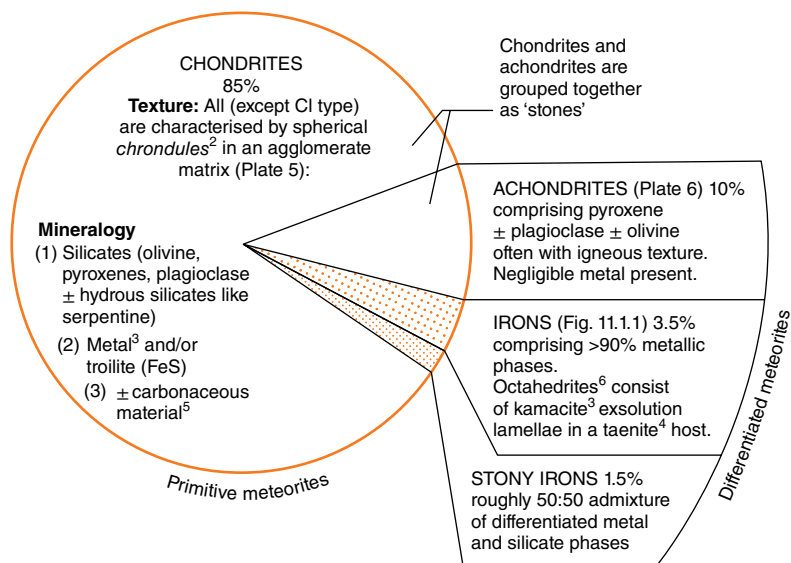 CHONDRITES
85%
Texture: All (except CI type)
are characterised by spherical
chrondules² in an agglomerate
matrix (Plate 5):
Mineralogy
(1) Silicates (olivine,
pyroxenes, plagioclase
± hydrous silicates like
serpentine)
(2) Metal³ and/or
troilite (FeS)
(3) ± carbonaceous
material⁵
Primitive meteorites
Chondrites and
achondrites are
grouped together
as ‘stones’
ACHONDRITES (Plate 6) 10%
comprising pyroxene
± plagioclase ± olivine
often with igneous texture.
Negligible metal present.
IRONS (Fig. 11.1.1) 3.5%
comprising >90% metallic
phases.
Octahedrites⁶ consist
of kamacite³ exsolution
lamellae in a taenite⁴ host.
STONY IRONS 1.5%
roughly 50:50 admixture
of differentiated metal
and silicate phases
Differentiated meteorites